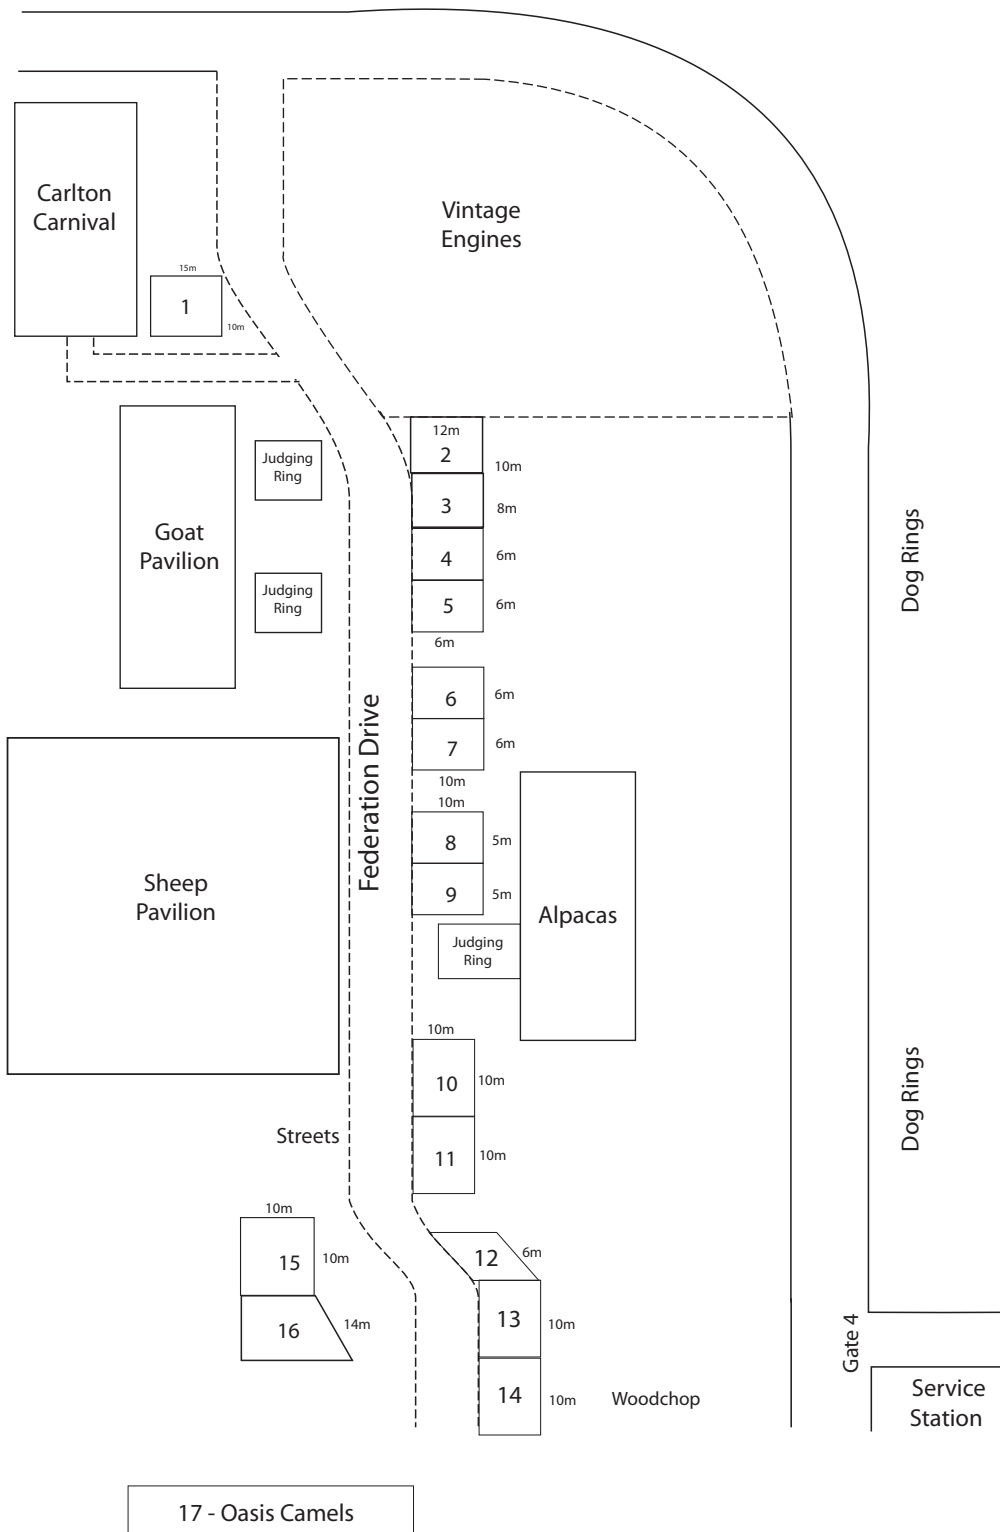 Carlton
Carnival
Vintage
Engines
15m
1
10m
12m
2
10m
Judging
Ring
3
8m
Goat
Pavilion
4
6m
Dog Rings
Judging
Ring
5
6m
6m
6
6m
Federation Drive
7
6m
10m
10m
8
5m
Sheep
Pavilion
9
5m
Alpacas
Judging
Ring
10m
10
10m
Dog Rings
Streets
11
10m
10m
15
10m
12
6m
16
14m
13
10m
Gate 4
14
10m
Woodchop
Service
Station
17 - Oasis Camels